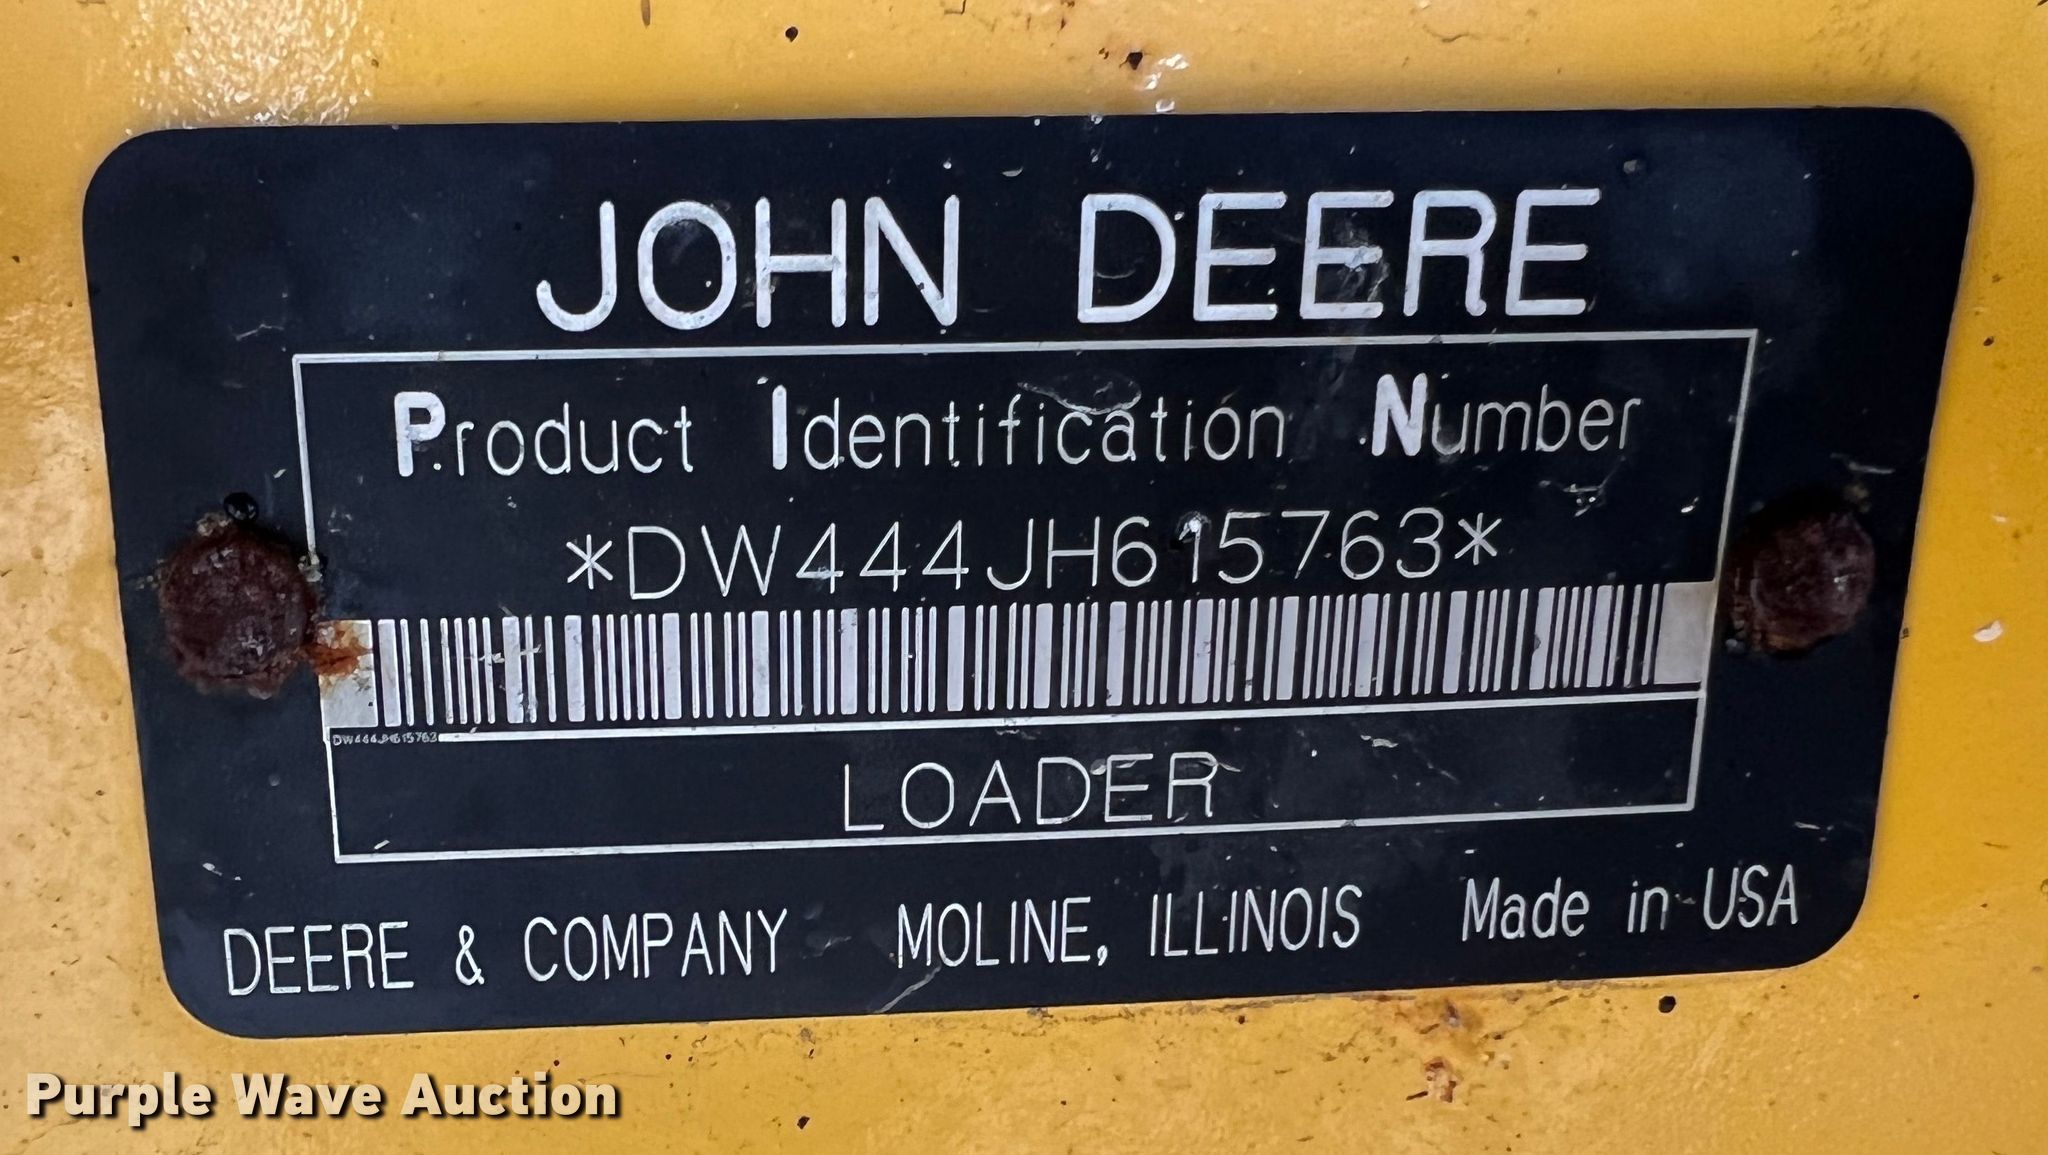 JOHN DEERE
Product Identification Number
*DW444JH615763*
DW444JH615763
LOADER
DEERE & COMPANY MOLINE, ILLINOIS Made in USA
Purple Wave Auction